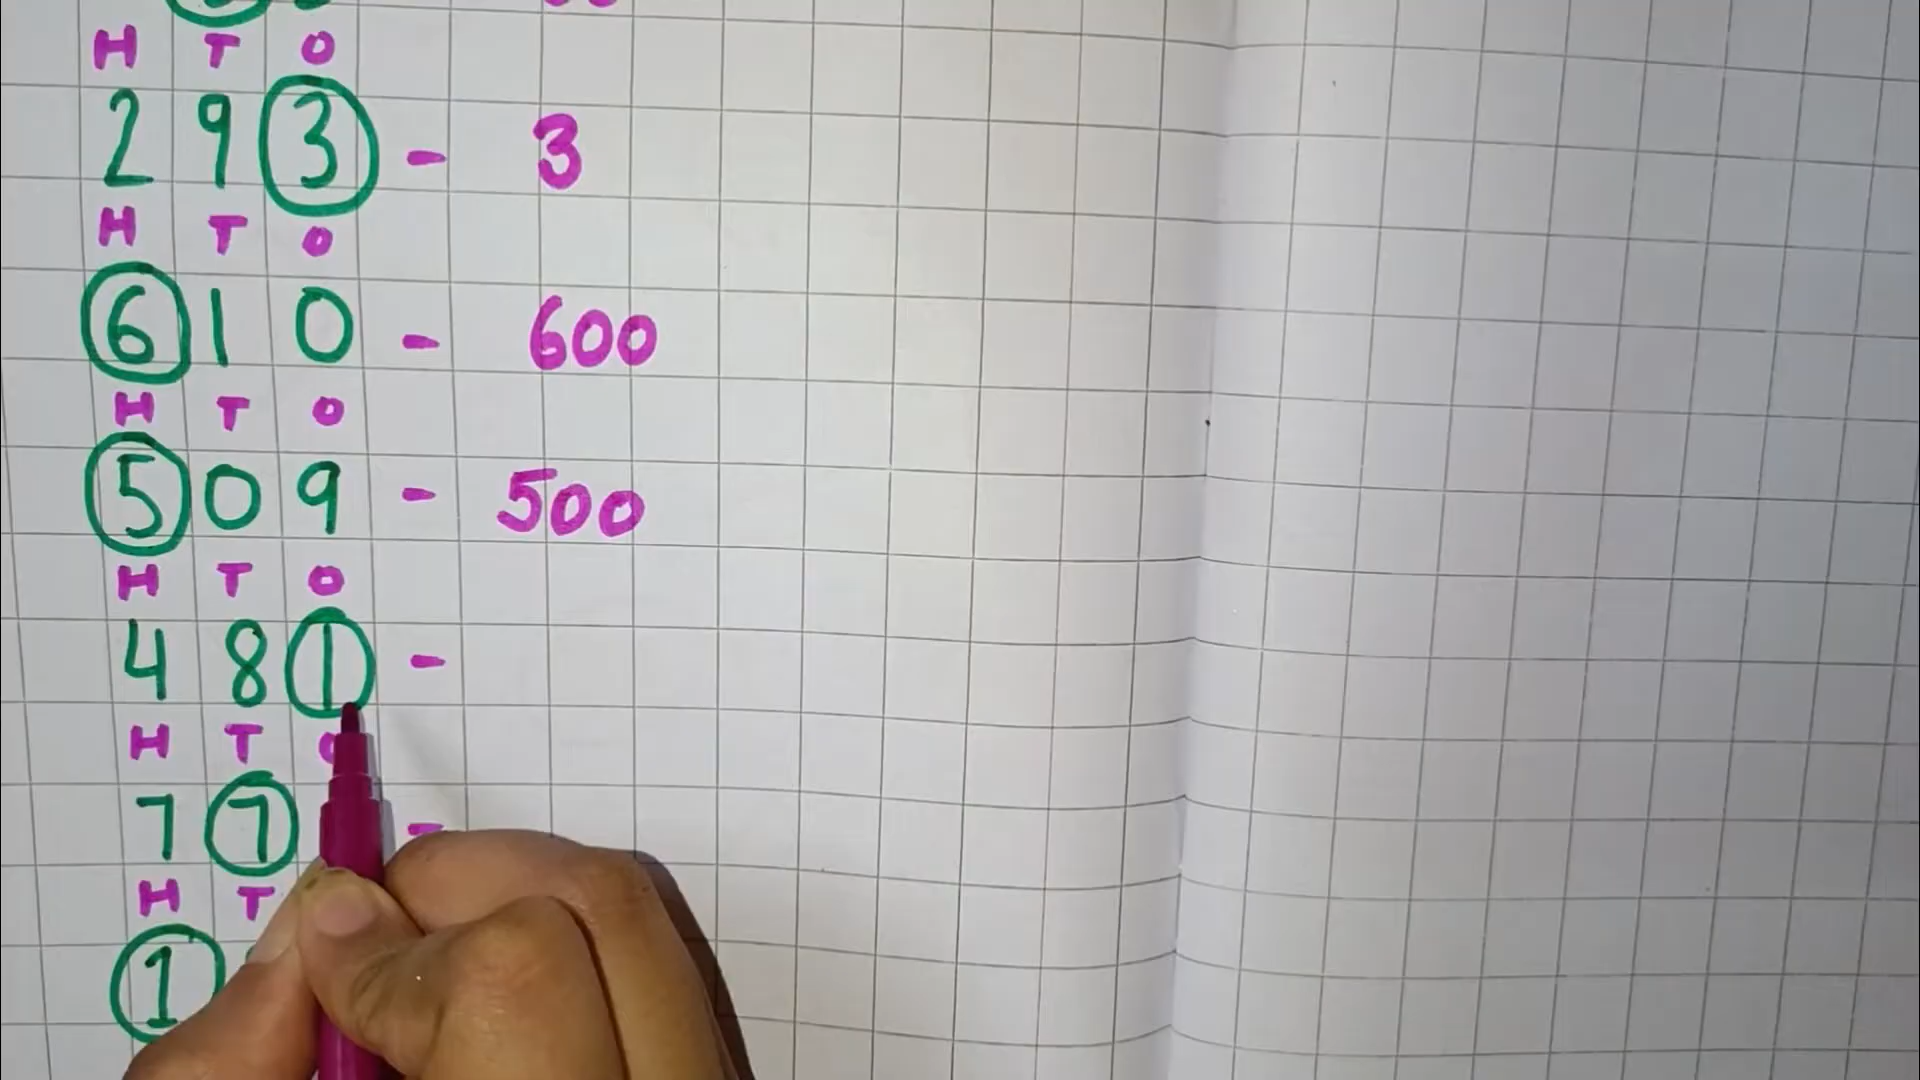 H T O
2 9 3 - 3
H T O
6 1 0 - 600
H T O
5 0 9 - 500
H T O
4 8 1 -
H T O
7 7 -
H T
1